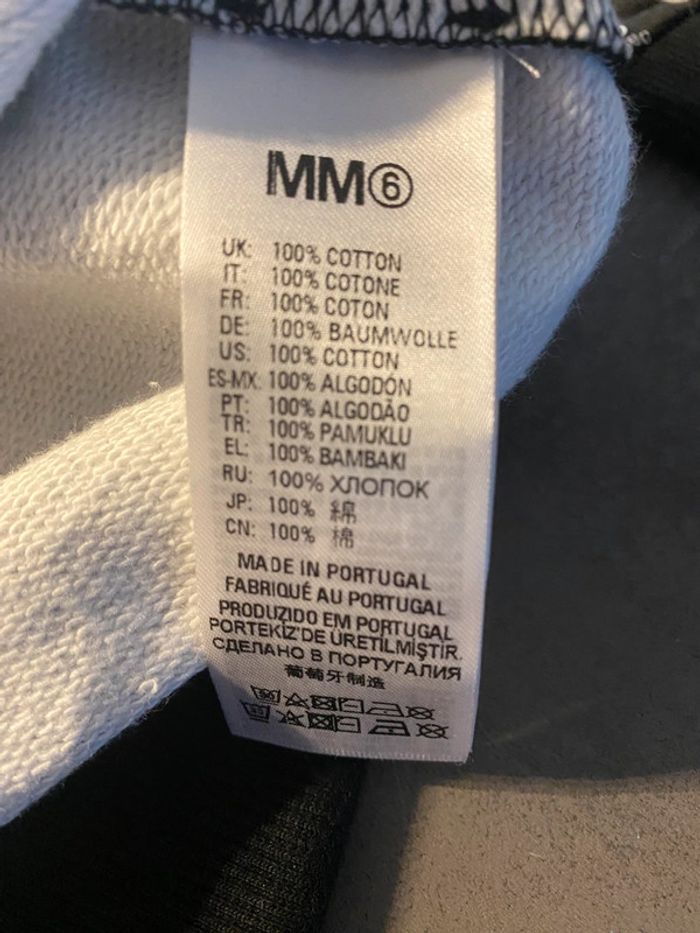 MM⑥
UK: 100% COTTON
IT: 100% COTONE
FR: 100% COTON
DE: 100% BAUMWOLLE
US: 100% COTTON
ES-MX: 100% ALGODÓN
PT: 100% ALGODÃO
TR: 100% PAMUKLU
EL: 100% BAMBAKI
RU: 100% ХЛОПОК
JP: 100% 綿
CN: 100% 棉
MADE IN PORTUGAL
FABRIQUÉ AU PORTUGAL
PRODUZIDO EM PORTUGAL
PORTEKİZ'DE ÜRETİLMİŞTİR.
СДЕЛАНО В ПОРТУГАЛИЯ
葡萄牙制造